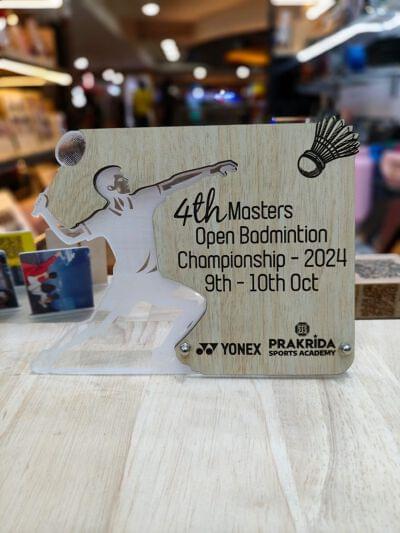 4th Masters
Open Badmintion
Championship - 2024
9th - 10th Oct
YONEX PRAKRIDA
SPORTS ACADEMY